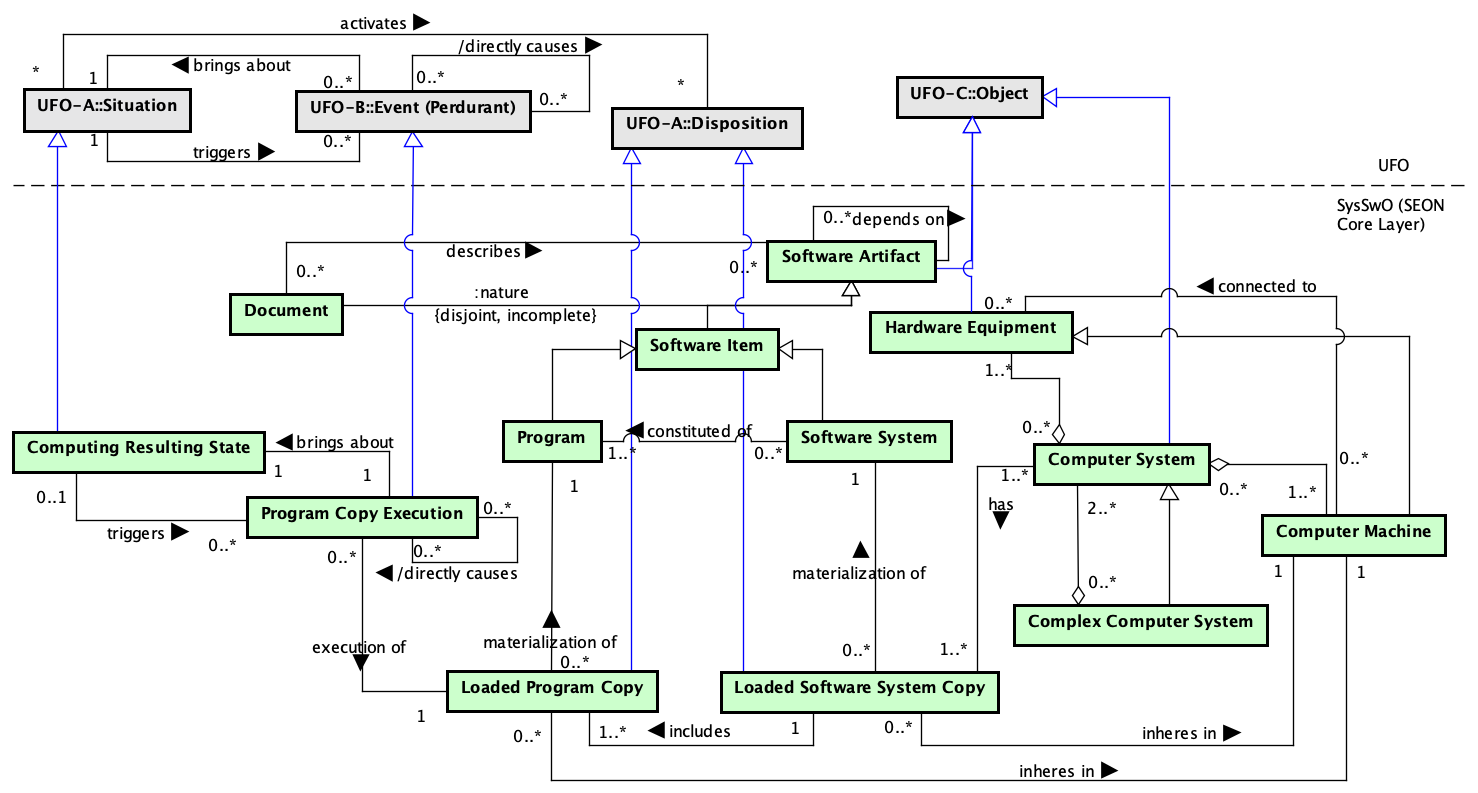 activates
/directly causes
brings about
*
1
0..*
0..*
*
0..*
UFO-A::Situation
UFO-B::Event (Perdurant)
UFO-A::Disposition
UFO-C::Object
1
0..*
triggers
UFO
SysSwO (SEON
Core Layer)
0..*
depends on
describes
Software Artifact
0..*
0..*
:nature
{disjoint, incomplete}
Document
connected to
0..*
Hardware Equipment
Software Item
1..*
0..*
Program
constituted of
Software System
1..*
0..*
Computing Resulting State
brings about
1
1
Computer System
0..*
1..*
0..*
1..*
0..1
triggers
0..*
Program Copy Execution
0..*
0..*
0..*
/directly causes
1
1
has
2..*
Computer Machine
1
1
materialization of
0..*
Complex Computer System
execution of
materialization of
0..*
0..*
1..*
Loaded Program Copy
Loaded Software System Copy
1
0..*
1..*
includes
1
0..*
inheres in
inheres in